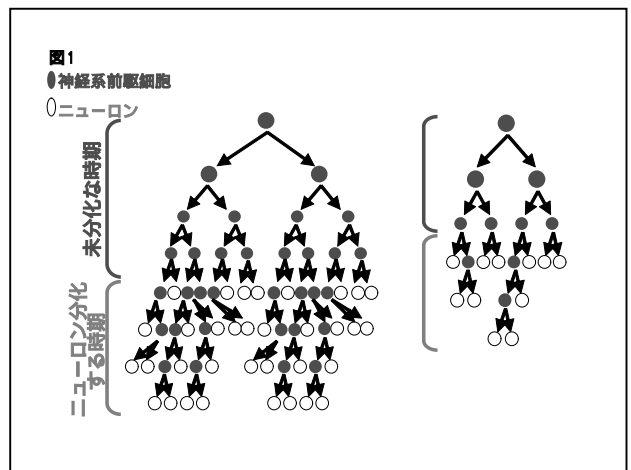 図1
神経系前駆細胞
ニューロン
未分化な時期
ニューロン分化
する時期